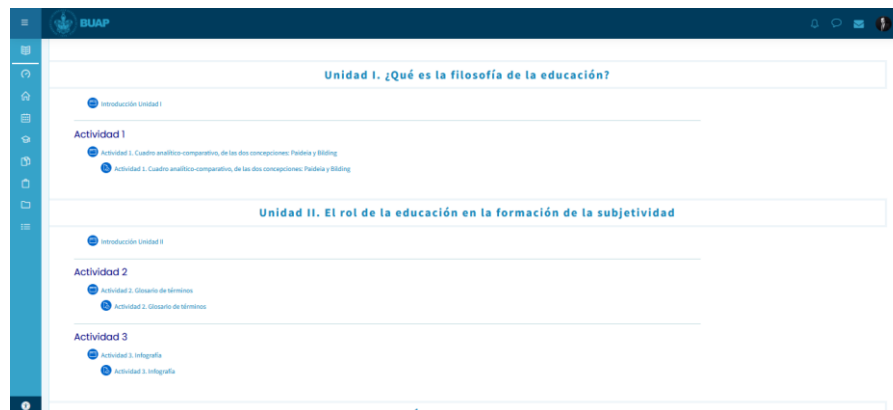 BUAP
Unidad I. ¿Qué es la filosofía de la educación?
Introducción Unidad I
Actividad 1
Actividad 1. Cuadro analítico-comparativo, de las dos concepciones: Paideia y Bilding
Actividad 1. Cuadro analítico-comparativo, de las dos concepciones: Paideia y Bilding
Unidad II. El rol de la educación en la formación de la subjetividad
Introducción Unidad II
Actividad 2
Actividad 2. Glosario de términos
Actividad 2. Glosario de términos.
Actividad 3
Actividad 3. Infografía
Actividad 3. Infografía